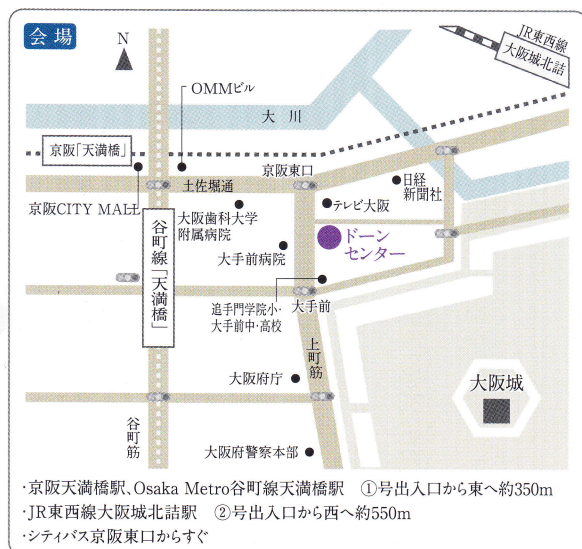 会場
N
JR東西線
大阪城北詰
OMMビル
大川
京阪「天満橋」
京阪東口
日経
新聞社
土佐堀通
テレビ大阪
京阪CITY MALL
大阪歯科大学
附属病院
ドーン
センター
谷町線「天満橋」
大手前病院
追手門学院小・
大手前中・高校
大手前
上町筋
大阪府庁
大阪城
谷町筋
大阪府警察本部
・京阪天満橋駅、Osaka Metro谷町線天満橋駅　①号出入口から東へ約350m
・JR東西線大阪城北詰駅　②号出入口から西へ約550m
・シティバス京阪東口からすぐ